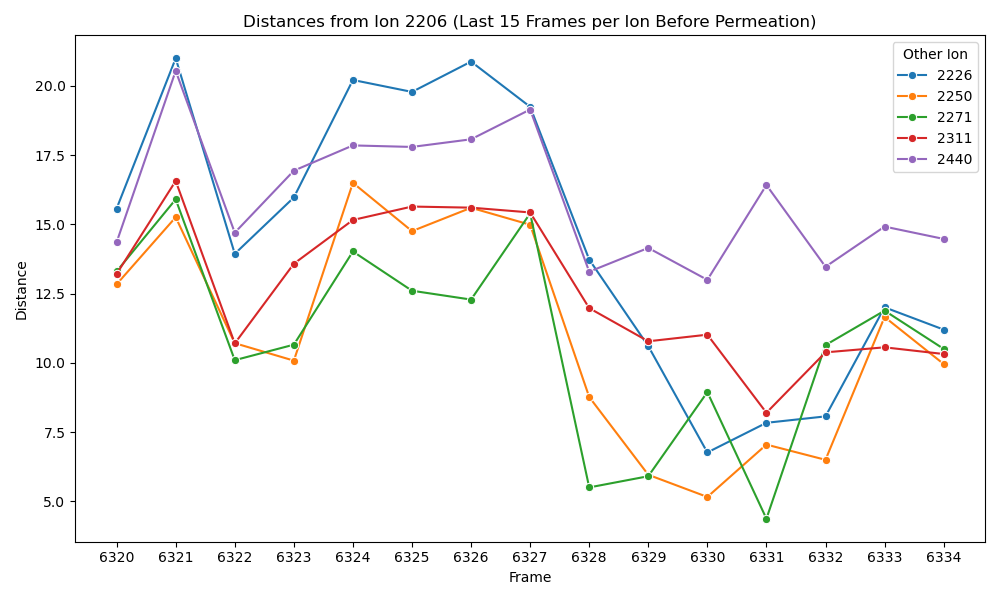 Distances from Ion 2206 (Last 15 Frames per Ion Before Permeation)
Other Ion
2226
2250
2271
2311
2440
Distance
20.0
17.5
15.0
12.5
10.0
7.5
5.0
6320 6321 6322 6323 6324 6325 6326 6327 6328 6329 6330 6331 6332 6333 6334
Frame